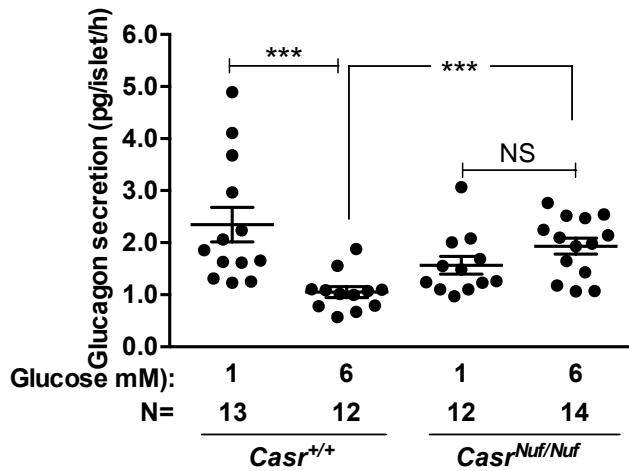 Glucagon secretion (pg/islet/h)
6.0
5.0
4.0
3.0
2.0
1.0
0.0
***
***
NS
Glucose mM): 1 6 1 6
N= 13 12 12 14
Casr+/+ CasrNuf/Nuf